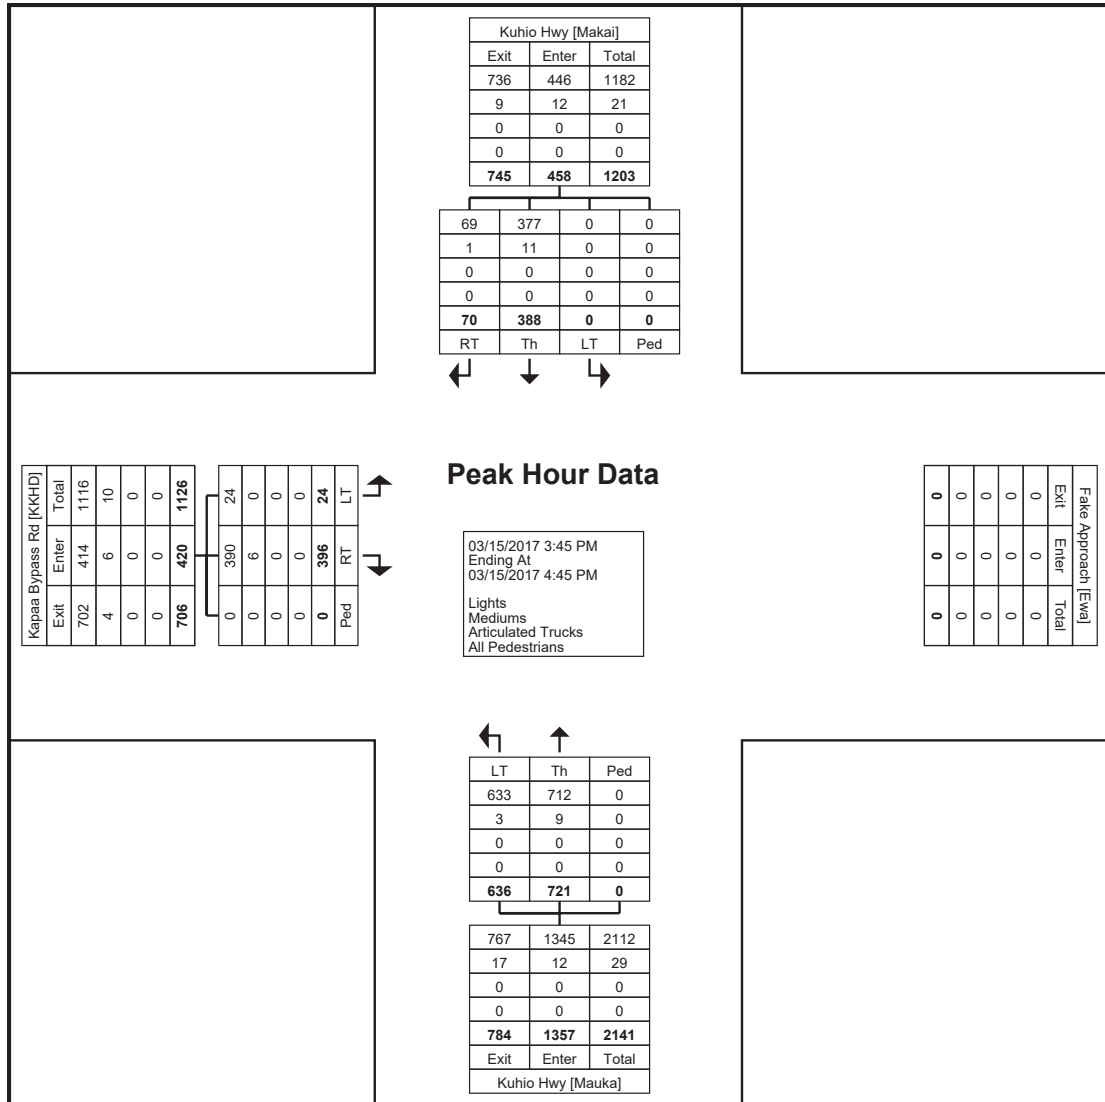 Kuhio Hwy [Makai]
Exit Enter Total
736 446 1182
9 12 21
0 0 0
0 0 0
745 458 1203
69 377 0 0
1 11 0 0
0 0 0 0
0 0 0 0
70 388 0 0
RT Th LT Ped
Kapaa Bypass Rd [KKHD]
Exit Enter Total
702 414 1116
4 6 10
0 0 0
0 0 0
706 420 1126
0 390 24
0 6 0
0 0 0
0 0 0
0 396 24
Ped RT LT
Peak Hour Data
03/15/2017 3:45 PM
Ending At
03/15/2017 4:45 PM
Lights
Mediums
Articulated Trucks
All Pedestrians
Fake Approach [Ewa]
Exit Enter Total
0 0 0
0 0 0
0 0 0
0 0 0
0 0 0
LT Th Ped
633 712 0
3 9 0
0 0 0
0 0 0
636 721 0
767 1345 2112
17 12 29
0 0 0
0 0 0
784 1357 2141
Exit Enter Total
Kuhio Hwy [Mauka]